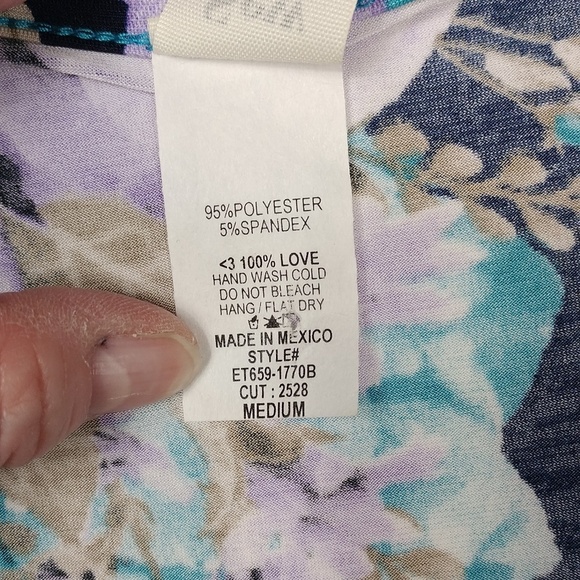 95%POLYESTER
5%SPANDEX
<3 100% LOVE
HAND WASH COLD
DO NOT BLEACH
HANG / FLAT DRY
MADE IN MEXICO
STYLE#
ET659-1770B
CUT : 2528
MEDIUM